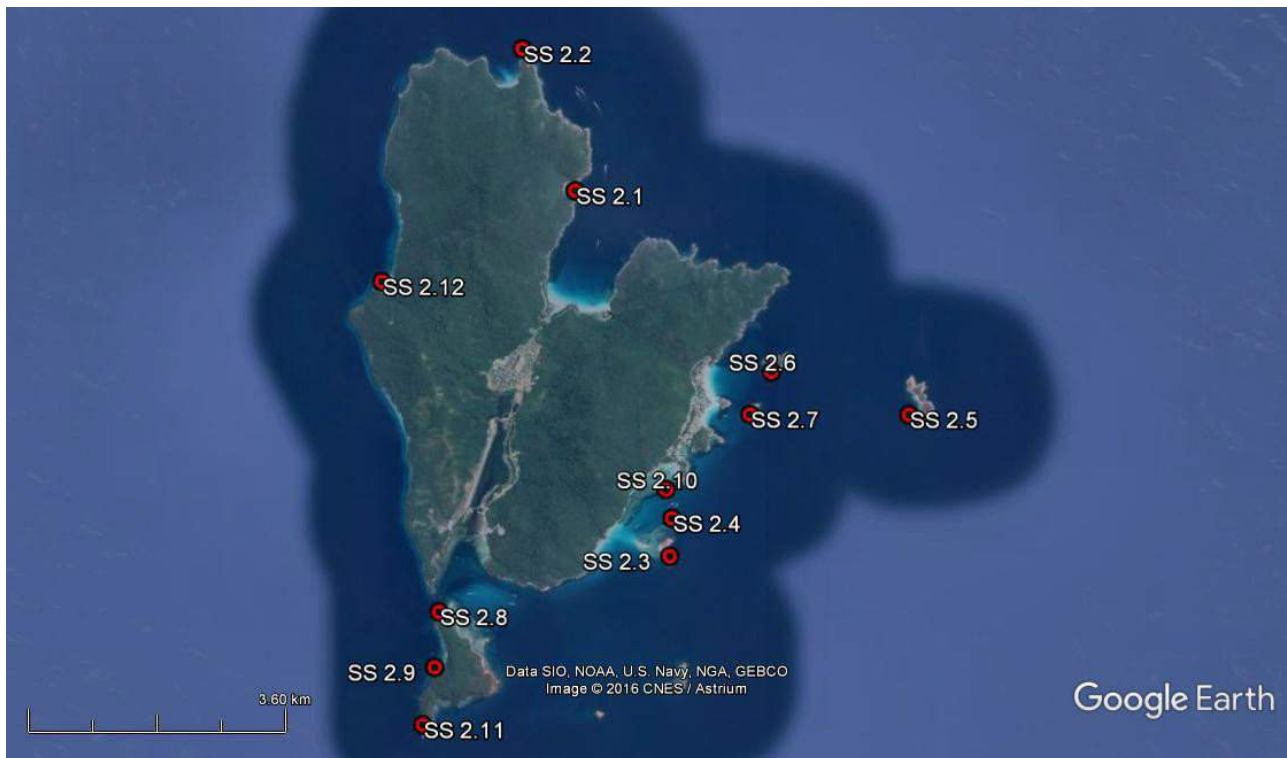 SS 2.2
SS 2.1
SS 2.12
SS 2.6
SS 2.7
SS 2.5
SS 2.10
SS 2.4
SS 2.3
SS 2.8
SS 2.9
Data SIO, NOAA, U.S. Navy, NGA, GEBCO
Image © 2016 CNES / Astrium
3.60 km
Google Earth
SS 2.11